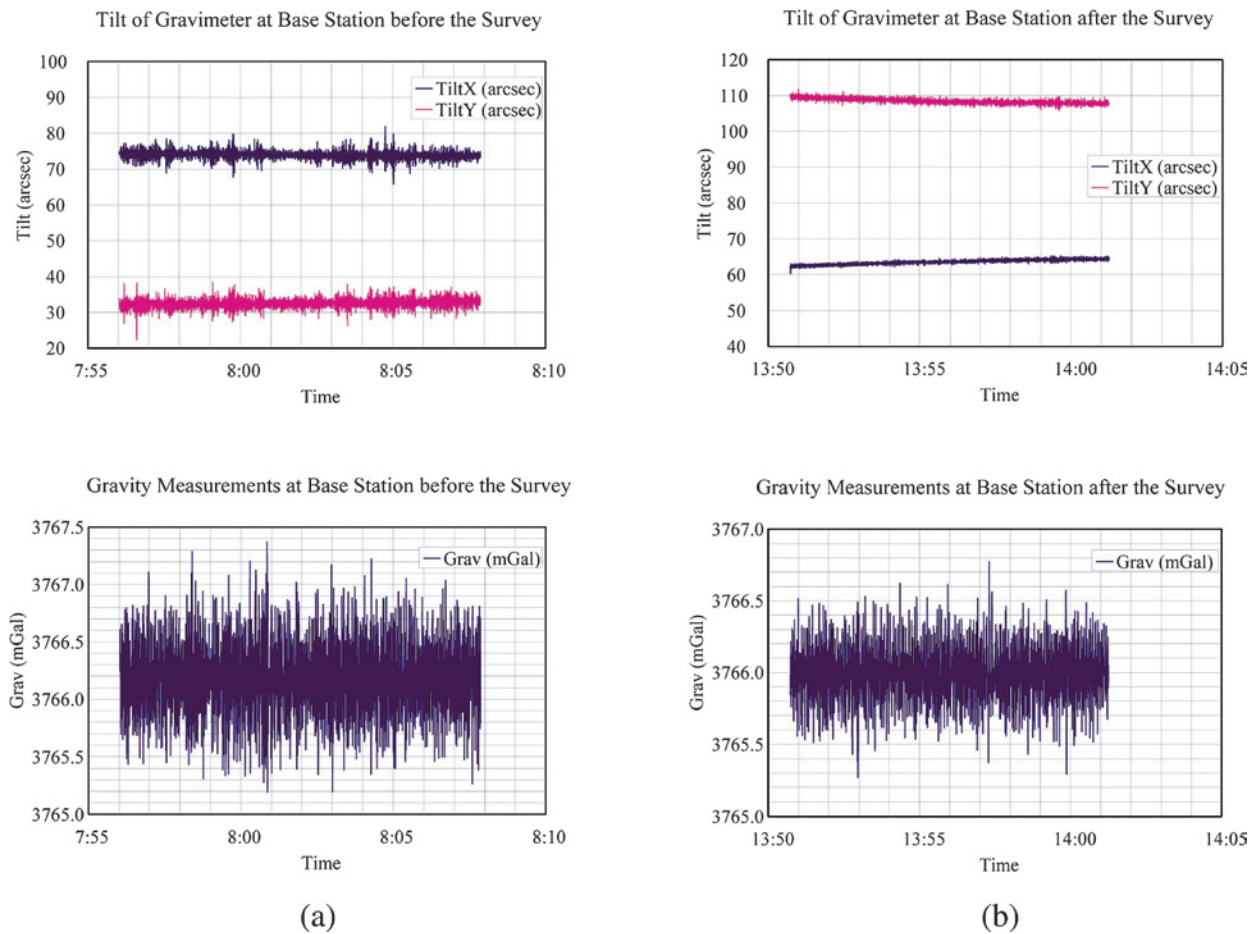 Tilt of Gravimeter at Base Station before the Survey
100
90
80
70
60
50
40
30
20
Tilt (arcsec)
TiltX (arcsec)
TiltY (arcsec)
7:55
8:00
8:05
8:10
Time
Tilt of Gravimeter at Base Station after the Survey
120
110
100
90
80
70
60
50
40
Tilt (arcsec)
TiltX (arcsec)
TiltY (arcsec)
13:50
13:55
14:00
14:05
Time
Gravity Measurements at Base Station before the Survey
3767.5
3767.0
3766.5
3766.0
3765.5
3765.0
Grav (mGal)
Grav (mGal)
7:55
8:00
8:05
8:10
Time
Gravity Measurements at Base Station after the Survey
3767.0
3766.5
3766.0
3765.5
3765.0
Grav (mGal)
Grav (mGal)
13:50
13:55
14:00
14:05
Time
(a)
(b)